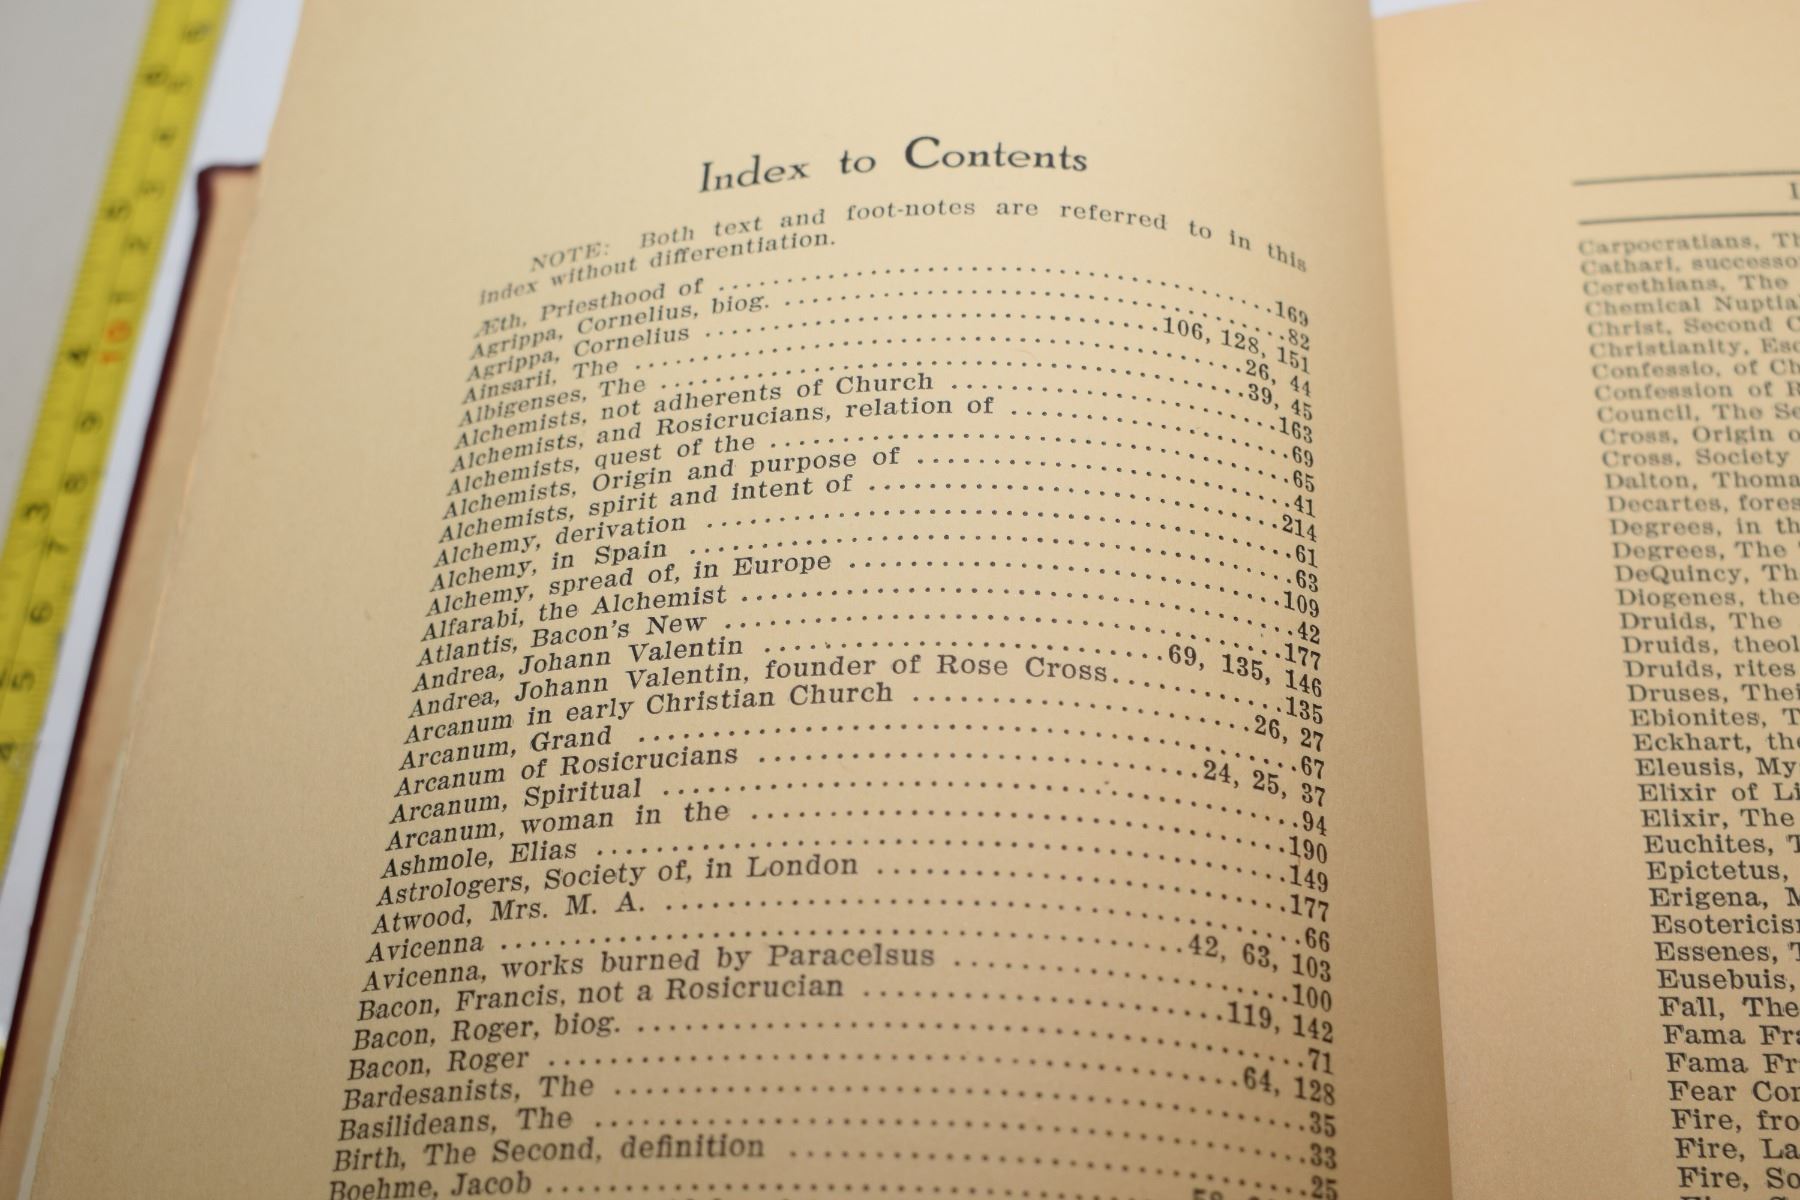 Index to Contents
NOTE: Both text and foot-notes are referred to in this
index without differentiation.
Æth, Priesthood of ........ 169
Agrippa, Cornelius, biog. ........ 82
Agrippa, Cornelius ........ 106, 128, 151
Ainsarii, The ........ 26, 44
Albigenses, The ........ 39, 45
Alchemists, not adherents of Church ........ 163
Alchemists, and Rosicrucians, relation of ........ 69
Alchemists, quest of the ........ 65
Alchemists, Origin and purpose of ........ 41
Alchemists, spirit and intent of ........ 214
Alchemy, derivation ........ 61
Alchemy, in Spain ........ 63
Alchemy, spread of, in Europe ........ 109
Alfarabi, the Alchemist ........ 42
Atlantis, Bacon's New ........ 177
Andrea, Johann Valentin ........ 69, 135, 146
Andrea, Johann Valentin, founder of Rose Cross ........ 135
Arcanum in early Christian Church ........ 26, 27
Arcanum, Grand ........ 67
Arcanum of Rosicrucians ........ 24, 25, 37
Arcanum, Spiritual ........ 94
Arcanum, woman in the ........ 190
Ashmole, Elias ........ 149
Astrologers, Society of, in London ........ 177
Atwood, Mrs. M. A. ........ 66
Avicenna ........ 42, 63, 103
Avicenna, works burned by Paracelsus ........ 100
Bacon, Francis, not a Rosicrucian ........ 119, 142
Bacon, Roger, biog. ........ 71
Bacon, Roger ........ 64, 128
Bardesanists, The ........ 35
Basilideans, The ........ 33
Birth, The Second, definition ........ 25
Boehme, Jacob ........
Carpocratians, Th
Cathari, successo
Cerethians, The
Chemical Nuptia
Christ, Second C
Christianity, Eso
Confessio, of Ch
Confession of R
Council, The Se
Cross, Origin o
Cross, Society
Dalton, Thoma
Decartes, fores
Degrees, in th
Degrees, The
DeQuincy, Th
Diogenes, the
Druids, The
Druids, theol
Druids, rites
Druses, Thei
Ebionites, T
Eckhart, the
Eleusis, My
Elixir of Li
Elixir, The
Euchites, T
Epictetus,
Erigena, M
Esotericis
Essenes, T
Eusebuis,
Fall, The
Fama Fra
Fama Fr
Fear Con
Fire, fro
Fire, La
Fire, So